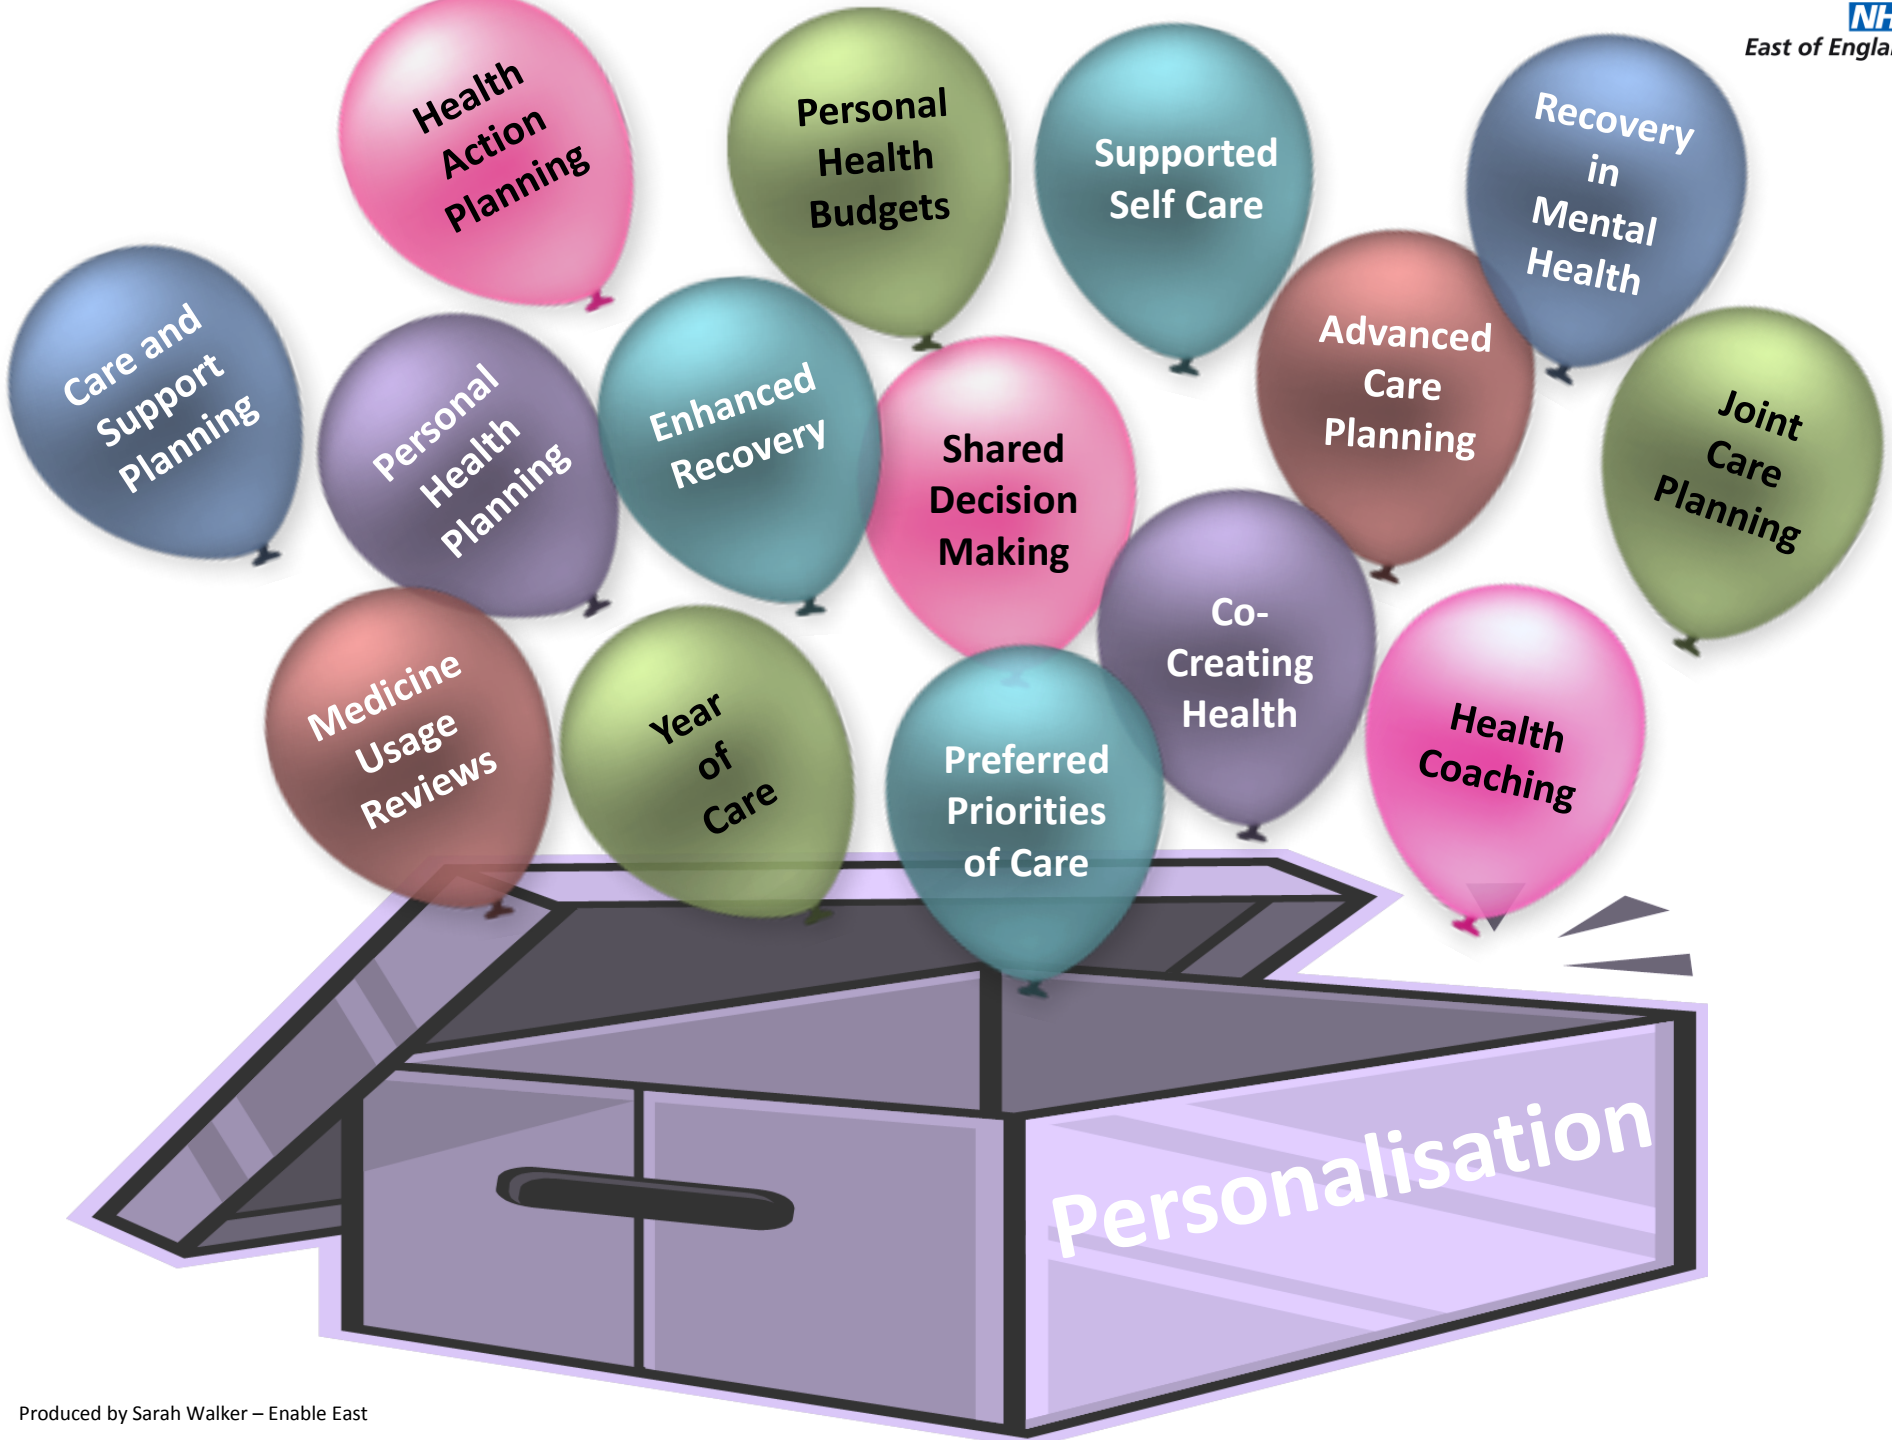 NH
East of Engla
Health
Action
Planning
Personal
Health
Budgets
Supported
Self Care
Recovery
in
Mental
Health
Care and
Support
Planning
Personal
Health
Planning
Enhanced
Recovery
Shared
Decision
Making
Advanced
Care
Planning
Joint
Care
Planning
Medicine
Usage
Reviews
Year
of
Care
Preferred
Priorities
of Care
Co-
Creating
Health
Health
Coaching
Personalisation
Produced by Sarah Walker – Enable East